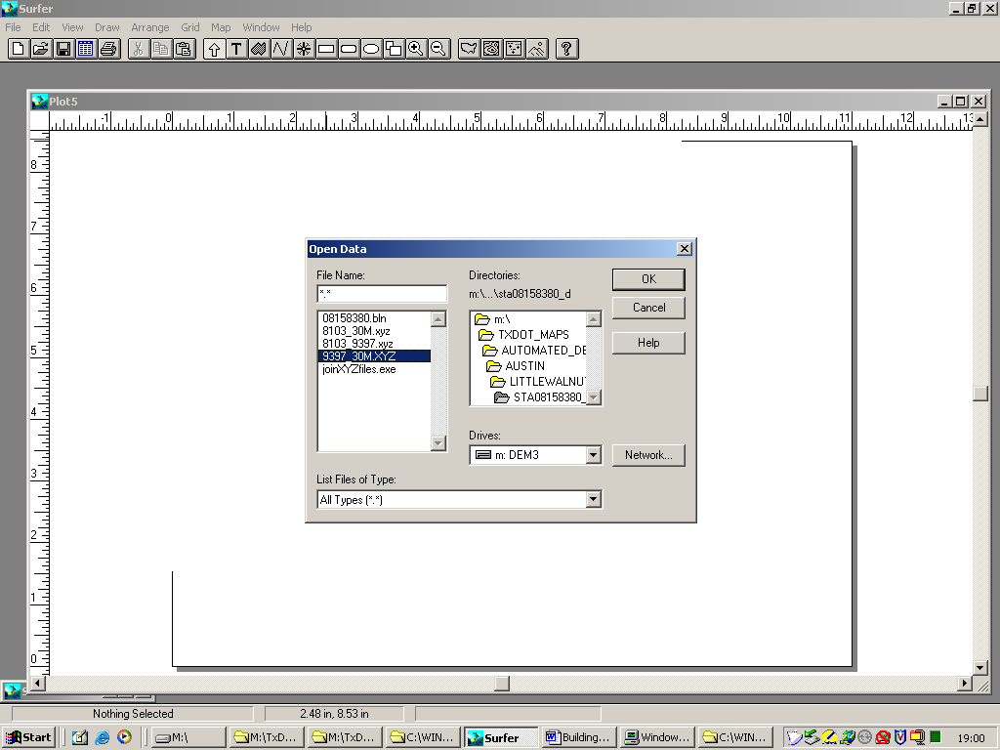 Surfer
File Edit View Draw Arrange Grid Map Window Help
Plot5
-1 0 1 2 3 4 5 6 7 8 9 10 11 12 13
8
7
6
5
4
3
2
1
0
Open Data
File Name:
*.*
08158380.bln
8103_30M.xyz
8103_9397.xyz
9397_30M.XYZ
joinXYZfiles.exe
Directories:
m:\...\sta08158380_d
m:\
TXDOT_MAPS
AUTOMATED_DE
AUSTIN
LITTLEWALNU
STA08158380_
OK
Cancel
Help
Drives:
m: DEM3
Network...
List Files of Type:
All Types (*.*)
Nothing Selected
2.48 in, 8.53 in
Start
M:\
M:\TxD...
M:\TxD...
C:\WIN...
Surfer
Building...
Window...
C:\WIN...
19:00